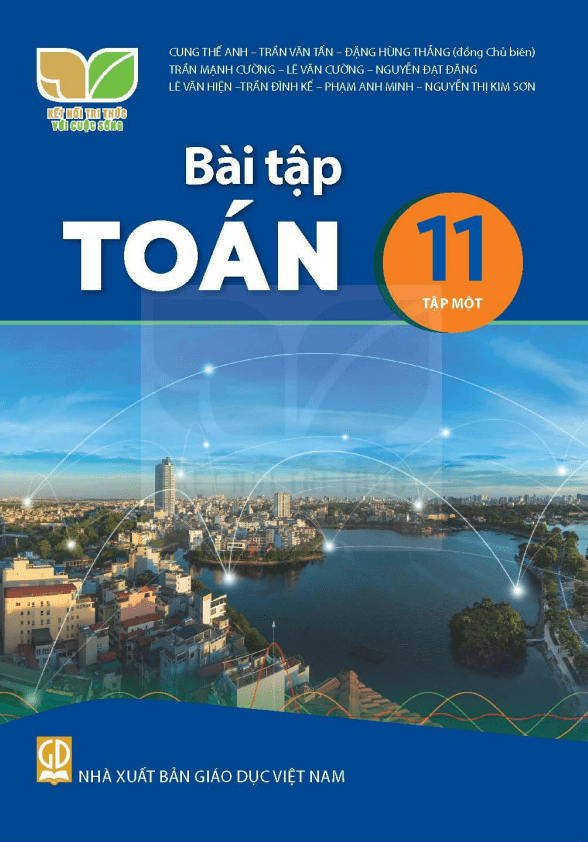 CUNG THẾ ANH – TRẦN VĂN TẤN – ĐẶNG HÙNG THẮNG (đồng Chủ biên)
TRẦN MẠNH CƯỜNG – LÊ VĂN CƯỜNG – NGUYỄN ĐẠT ĐĂNG
LÊ VĂN HIỆN –TRẦN ĐÌNH KẾ – PHẠM ANH MINH – NGUYỄN THỊ KIM SƠN
KẾT NỐI TRI THỨC
VỚI CUỘC SỐNG
Bài tập
TOÁN
11
TẬP MỘT
GD
NHÀ XUẤT BẢN GIÁO DỤC VIỆT NAM